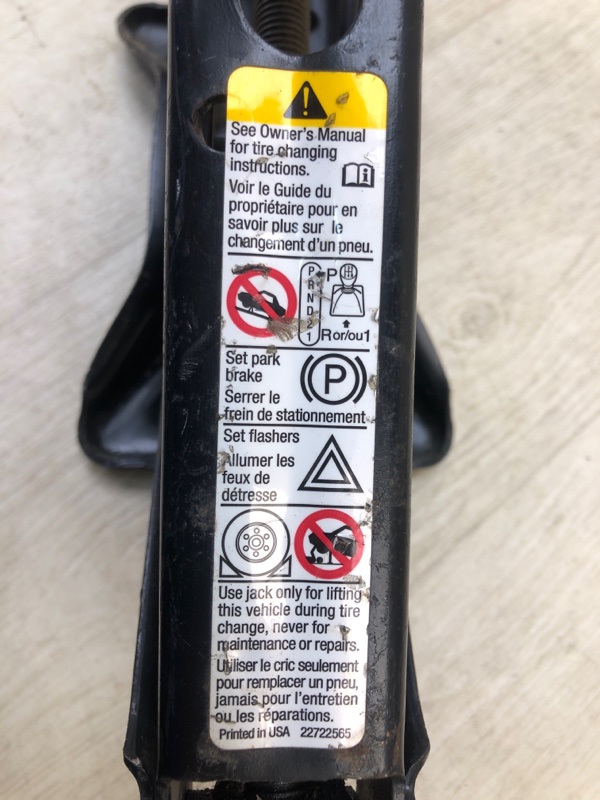 See Owner's Manual
for tire changing
instructions.
Voir le Guide du
propriétaire pour en
savoir plus sur le
changement d'un pneu.
P
R
N
D
2
1
P
R or/ou 1
Set park
brake
Serrer le
frein de stationnement
P
Set flashers
Allumer les
feux de
détresse
Use jack only for lifting
this vehicle during tire
change, never for
maintenance or repairs.
Utiliser le cric seulement
pour remplacer un pneu,
jamais pour l'entretien
ou les réparations.
Printed in USA 22722565